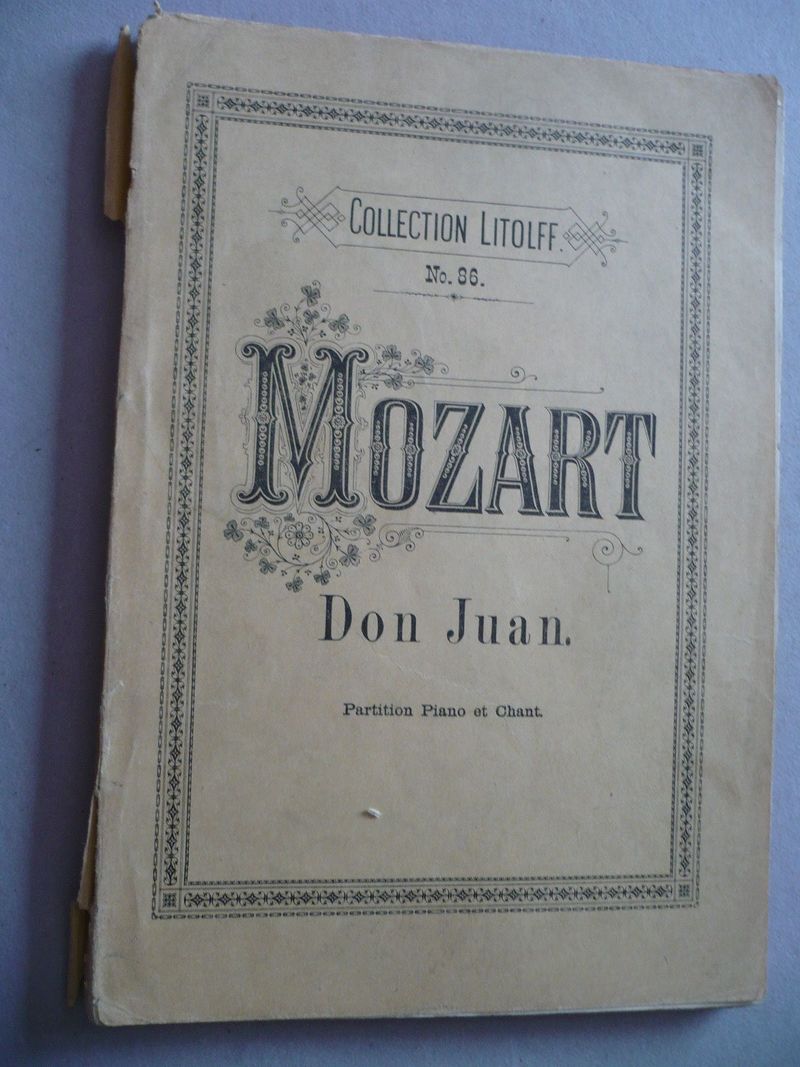 COLLECTION LITOLFF.
No. 86.
MOZART
Don Juan.
Partition Piano et Chant.